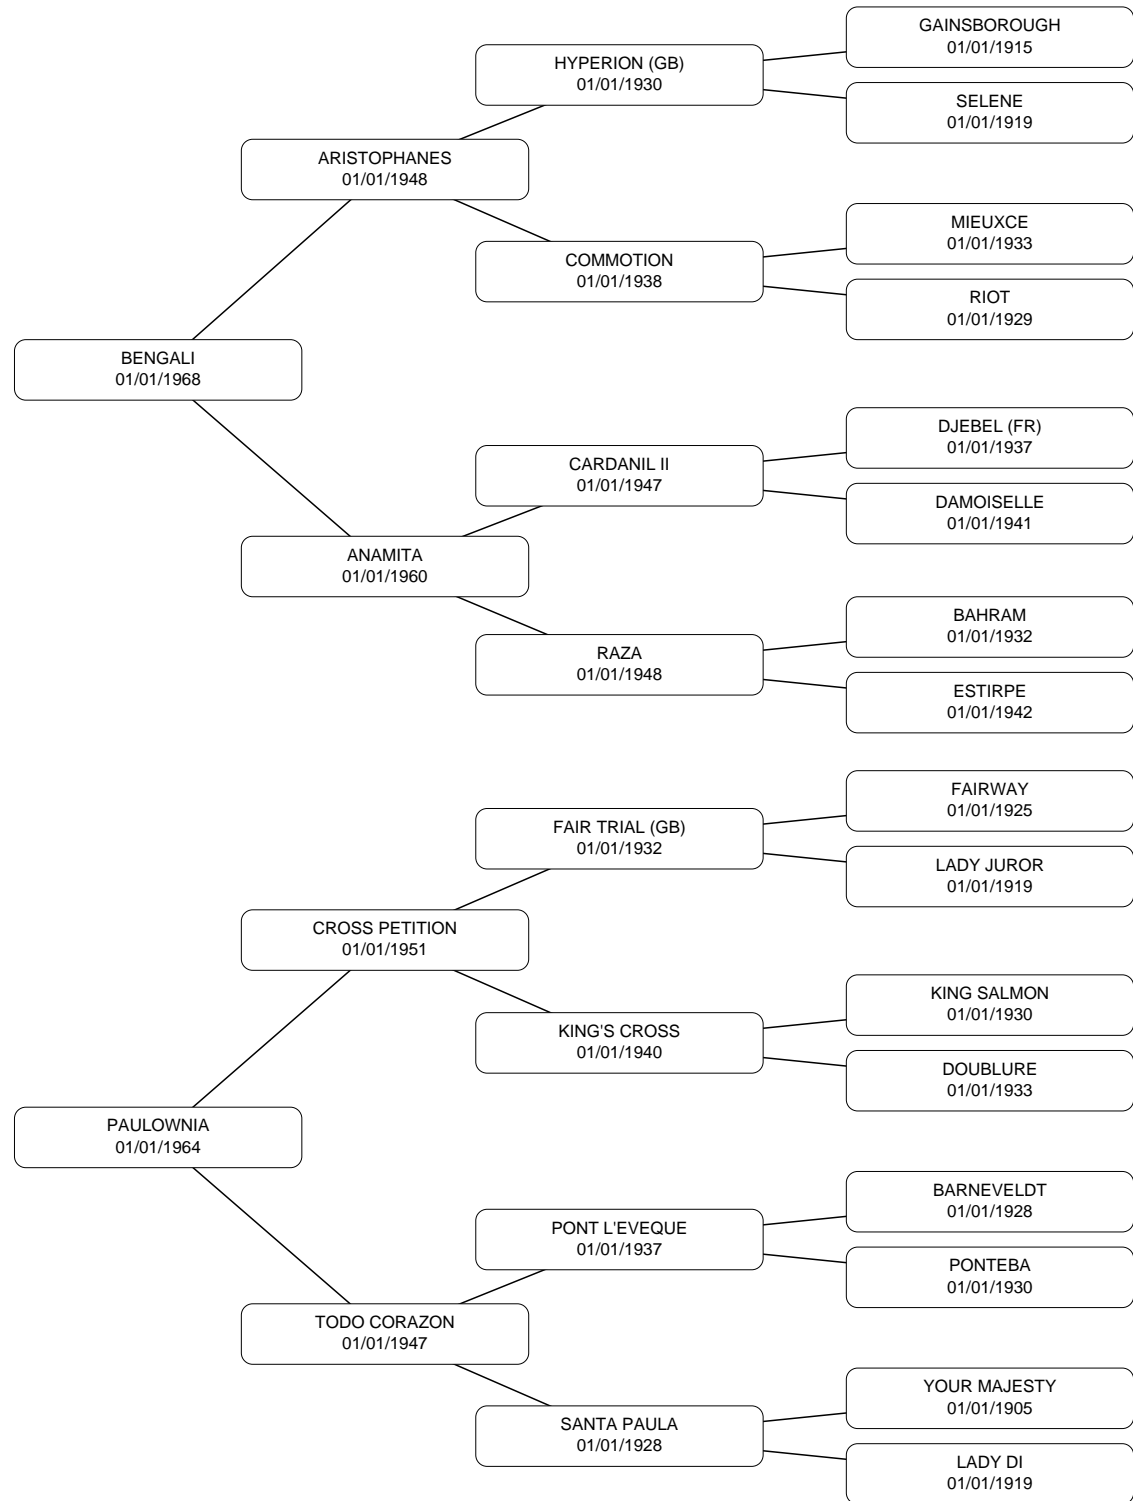 GAINSBOROUGH
01/01/1915
HYPERION (GB)
01/01/1930
SELENE
01/01/1919
ARISTOPHANES
01/01/1948
MIEUXCE
01/01/1933
COMMOTION
01/01/1938
RIOT
01/01/1929
BENGALI
01/01/1968
DJEBEL (FR)
01/01/1937
CARDANIL II
01/01/1947
DAMOISELLE
01/01/1941
ANAMITA
01/01/1960
BAHRAM
01/01/1932
RAZA
01/01/1948
ESTIRPE
01/01/1942
FAIRWAY
01/01/1925
FAIR TRIAL (GB)
01/01/1932
LADY JUROR
01/01/1919
CROSS PETITION
01/01/1951
KING SALMON
01/01/1930
KING'S CROSS
01/01/1940
DOUBLURE
01/01/1933
PAULOWNIA
01/01/1964
BARNEVELDT
01/01/1928
PONT L'EVEQUE
01/01/1937
PONTEBA
01/01/1930
TODO CORAZON
01/01/1947
YOUR MAJESTY
01/01/1905
SANTA PAULA
01/01/1928
LADY DI
01/01/1919